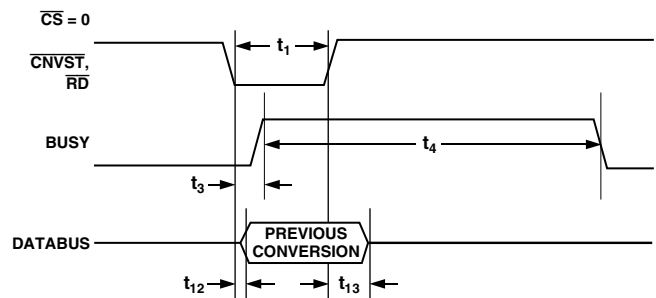 CS = 0
CNVST,
RD
t1
BUSY
t4
t3
DATABUS
PREVIOUS
CONVERSION
t12
t13